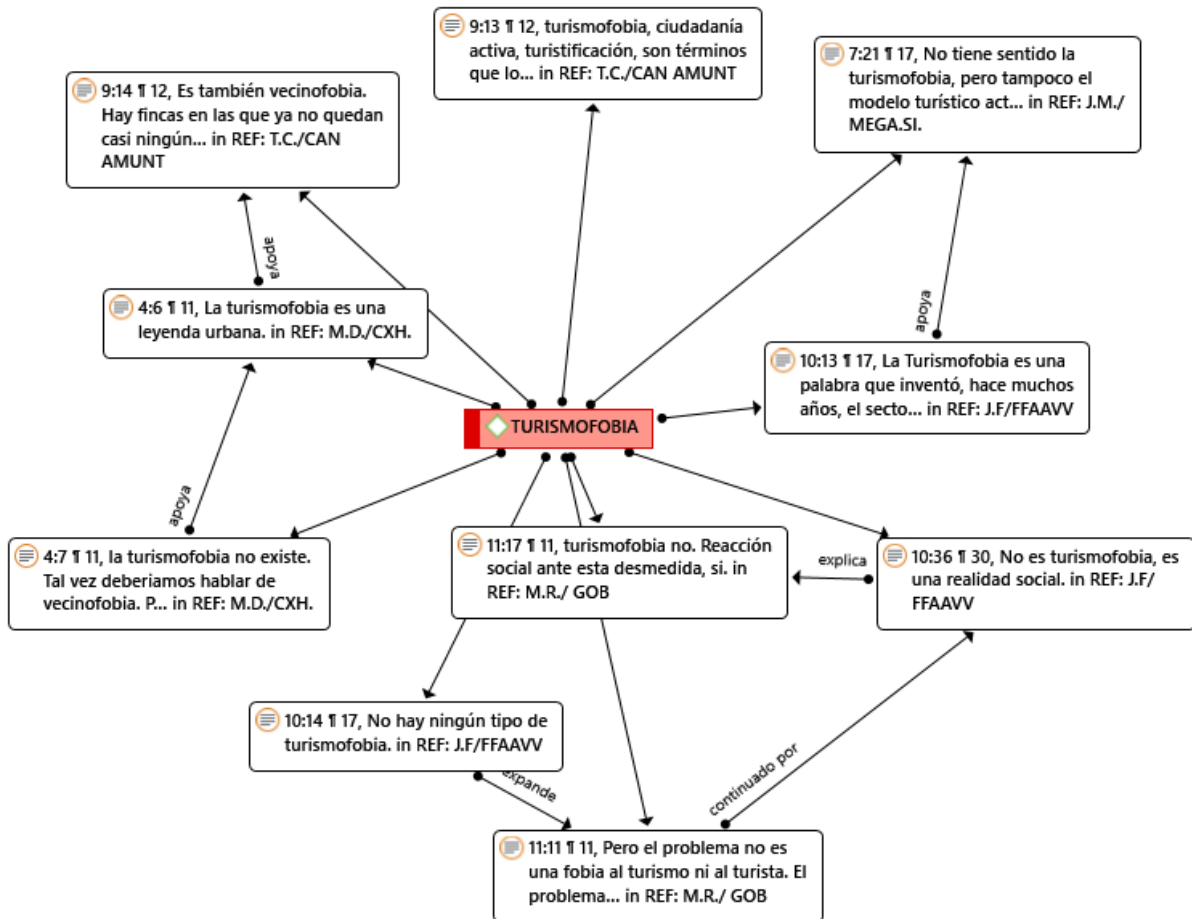 9:13 ¶ 12, turismofobia, ciudadanía
activa, turistificación, son términos
que lo... in REF: T.C./CAN AMUNT
7:21 ¶ 17, No tiene sentido la
turismofobia, pero tampoco el
modelo turístico act... in REF: J.M./
MEGA.SI.
9:14 ¶ 12, Es también vecinofobia.
Hay fincas en las que ya no quedan
casi ningún... in REF: T.C./CAN
AMUNT
apoya
4:6 ¶ 11, La turismofobia es una
leyenda urbana. in REF: M.D./CXH.
apoya
10:13 ¶ 17, La Turismofobia es una
palabra que inventó, hace muchos
años, el secto... in REF: J.F/FFAAVV
TURISMOFOBIA
apoya
4:7 ¶ 11, la turismofobia no existe.
Tal vez deberiamos hablar de
vecinofobia. P... in REF: M.D./CXH.
11:17 ¶ 11, turismofobia no. Reacción
social ante esta desmedida, si. in
REF: M.R./ GOB
explica
10:36 ¶ 30, No es turismofobia, es
una realidad social. in REF: J.F/
FFAAVV
10:14 ¶ 17, No hay ningún tipo de
turismofobia. in REF: J.F/FFAAVV
expande
continuado por
11:11 ¶ 11, Pero el problema no es
una fobia al turismo ni al turista. El
problema... in REF: M.R./ GOB